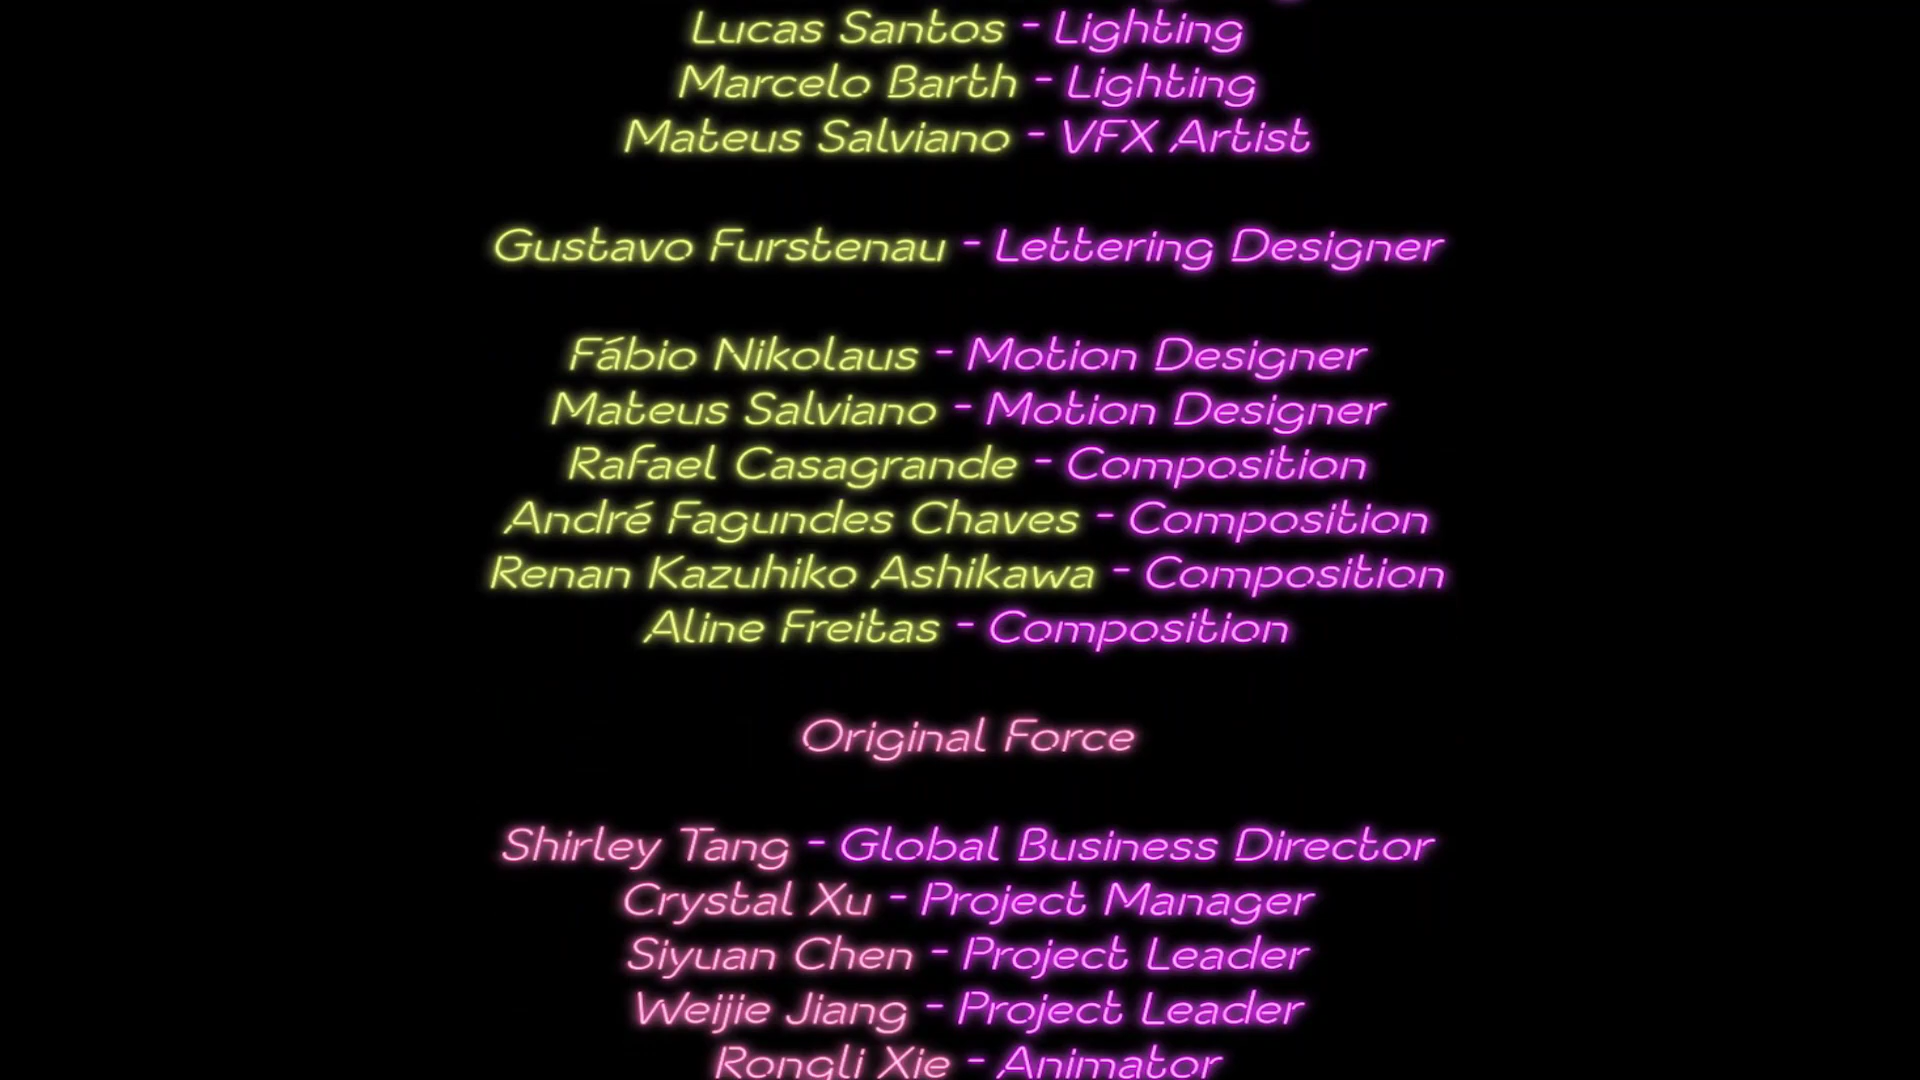 Lucas Santos - Lighting
Marcelo Barth - Lighting
Mateus Salviano - VFX Artist
Gustavo Furstenau - Lettering Designer
Fábio Nikolaus - Motion Designer
Mateus Salviano - Motion Designer
Rafael Casagrande - Composition
André Fagundes Chaves - Composition
Renan Kazuhiko Ashikawa - Composition
Aline Freitas - Composition
Original Force
Shirley Tang - Global Business Director
Crystal Xu - Project Manager
Siyuan Chen - Project Leader
Weijie Jiang - Project Leader
Rongli Xie - Animator